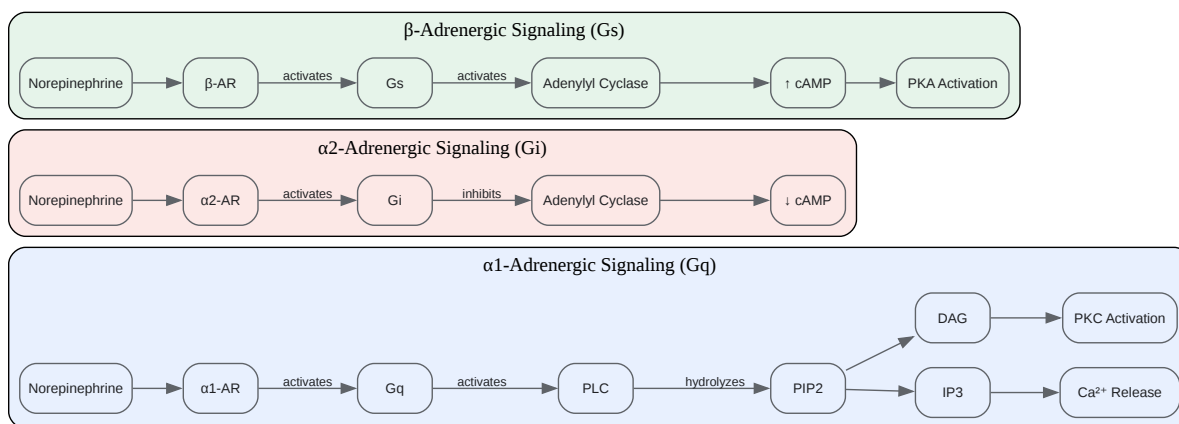 β-Adrenergic Signaling (Gs)
Norepinephrine
β-AR
activates
Gs
activates
Adenylyl Cyclase
↑ cAMP
PKA Activation
α2-Adrenergic Signaling (Gi)
Norepinephrine
α2-AR
activates
Gi
inhibits
Adenylyl Cyclase
↓ cAMP
α1-Adrenergic Signaling (Gq)
DAG
PKC Activation
Norepinephrine
α1-AR
activates
Gq
activates
PLC
hydrolyzes
PIP2
IP3
Ca²⁺ Release